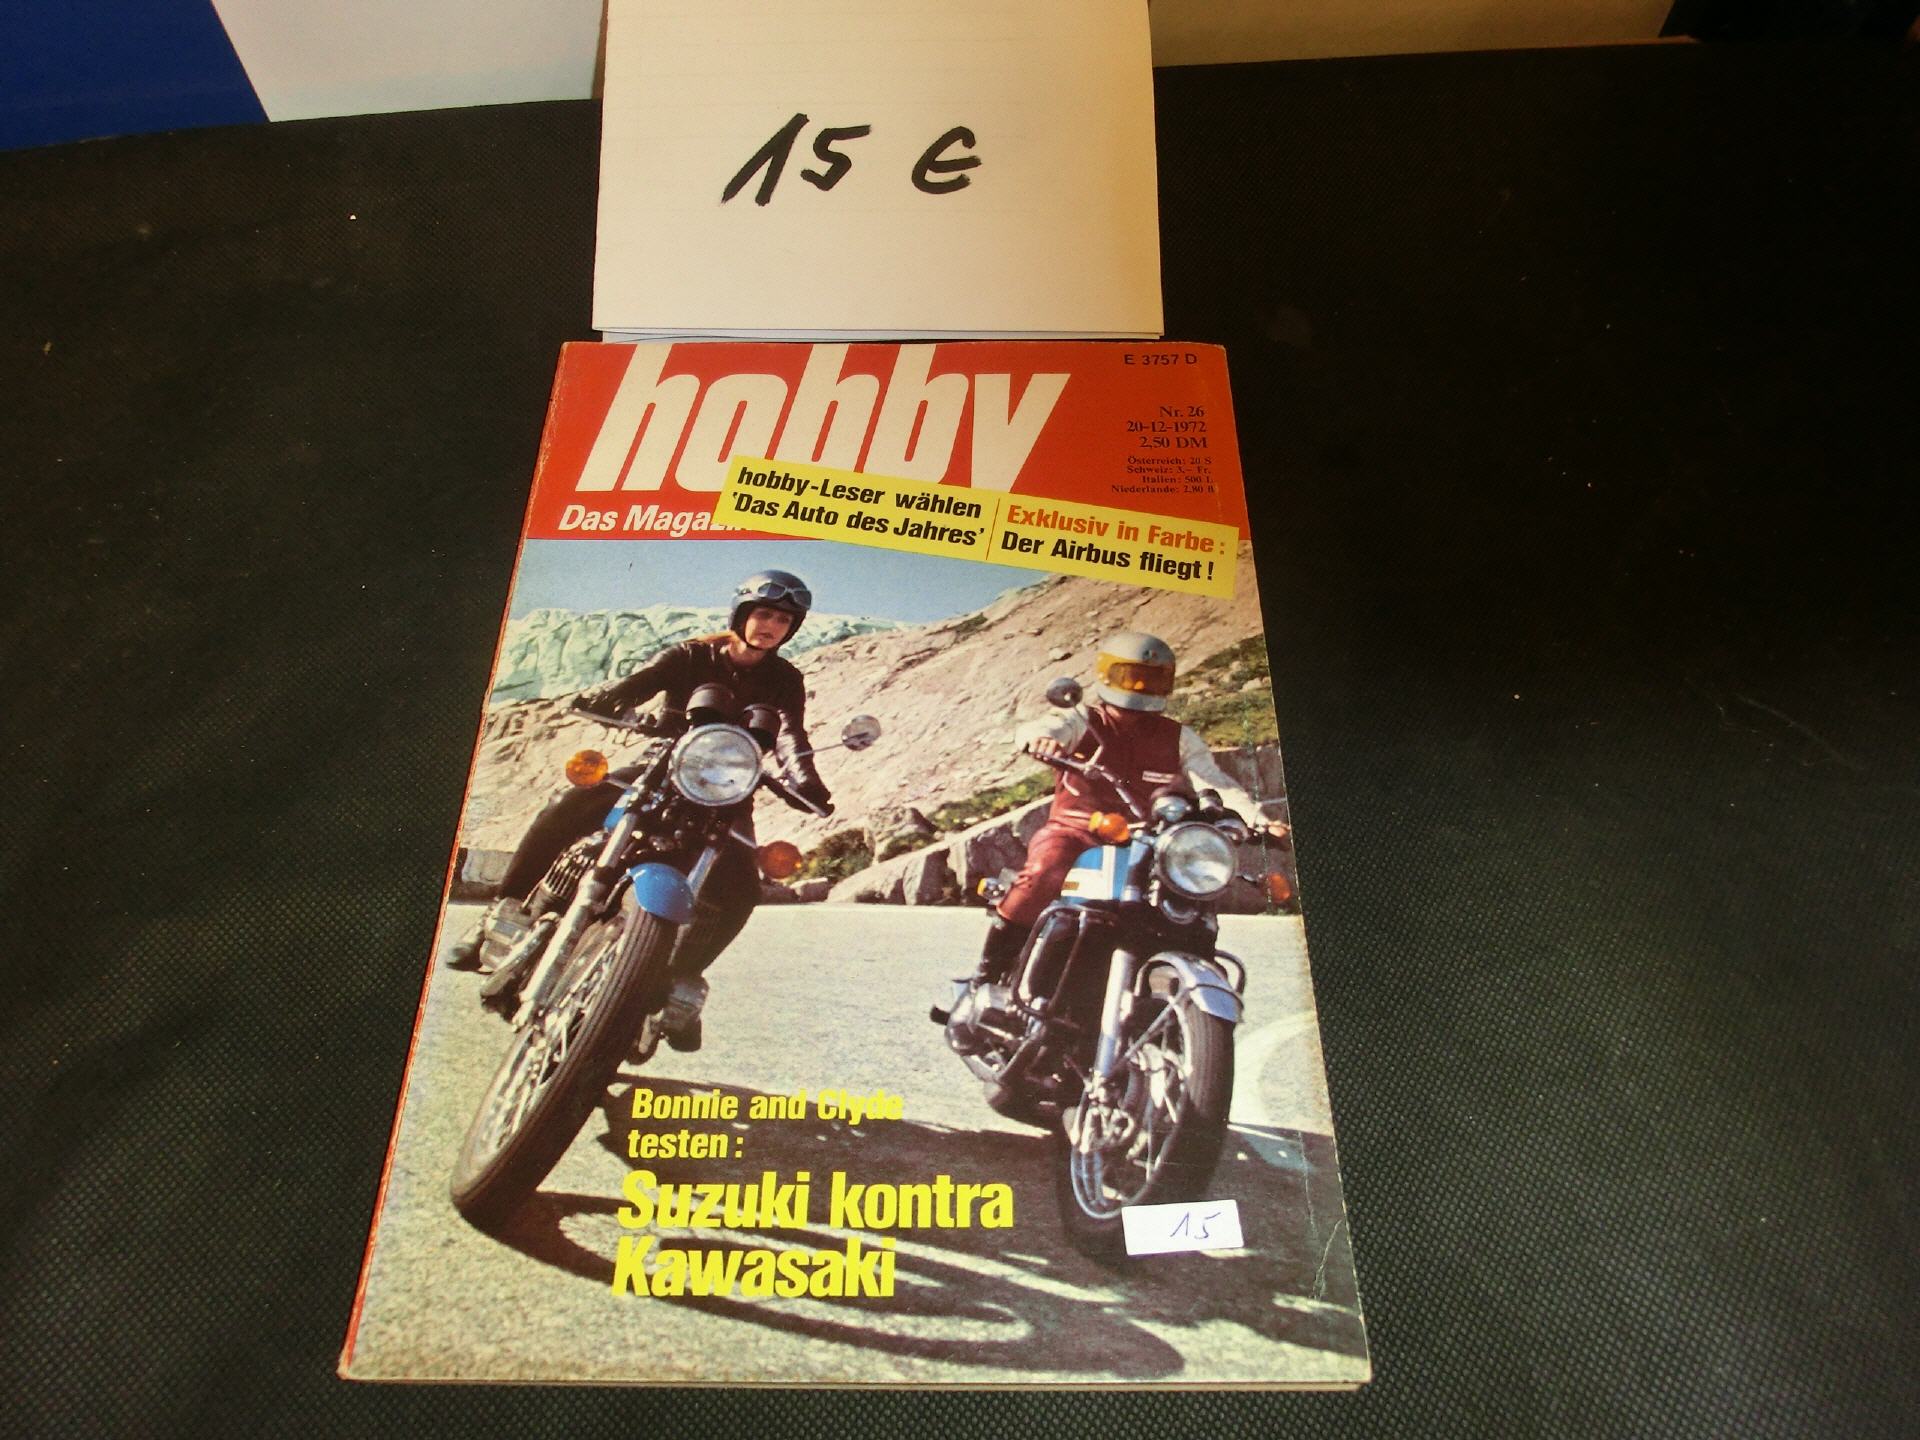 15 €
hobby
E 3757 D
Nr. 26
20-12-1972
2,50 DM
Österreich: 20 S
Schweiz: 3.- Fr.
Italien: 500 L
Niederlande: 2,80
Das
hobby-Leser wählen
'Das Auto des Jahres'
Exklusiv in Farbe:
Der Airbus fliegt!
Bonnie and Clyde
testen:
Suzuki kontra
Kawasaki
15